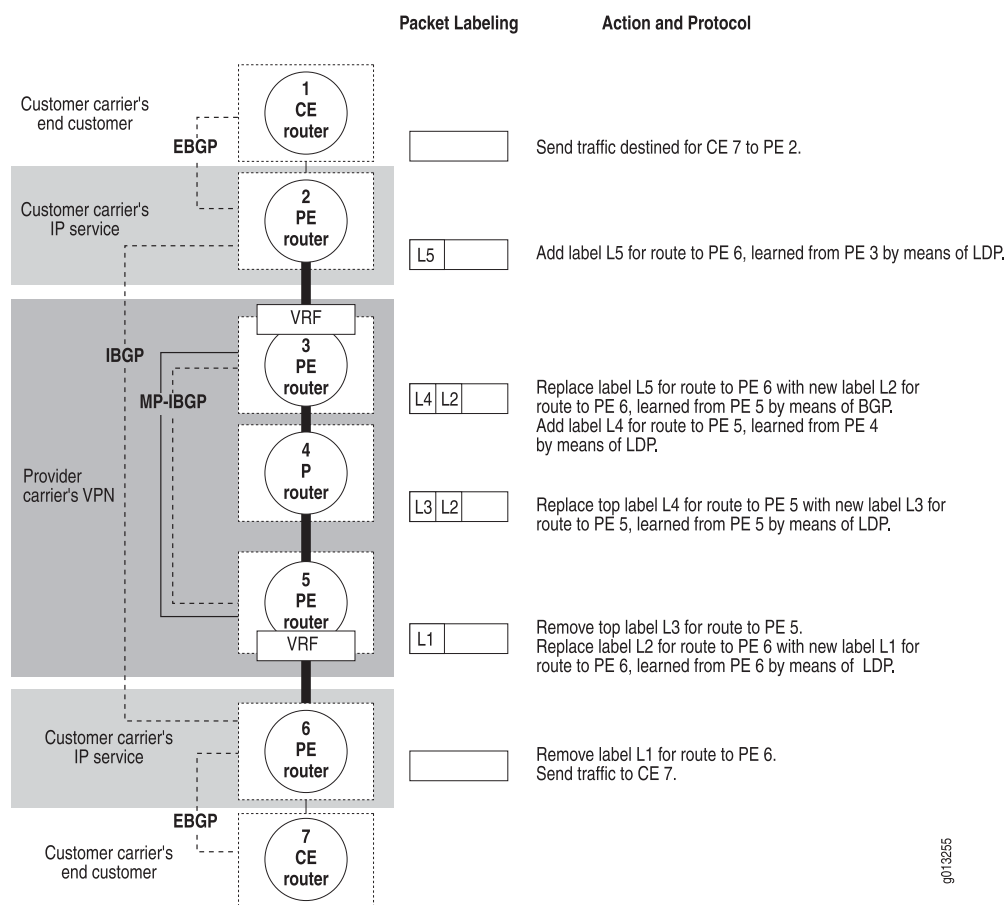 Packet Labeling
Action and Protocol
1
CE
router
Customer carrier's
end customer
EBGP
Send traffic destined for CE 7 to PE 2.
2
PE
router
Customer carrier's
IP service
L5
Add label L5 for route to PE 6, learned from PE 3 by means of LDP.
VRF
3
PE
router
IBGP
MP-IBGP
L4 L2
Replace label L5 for route to PE 6 with new label L2 for
route to PE 6, learned from PE 5 by means of BGP.
Add label L4 for route to PE 5, learned from PE 4
by means of LDP.
4
P
router
Provider
carrier's VPN
L3 L2
Replace top label L4 for route to PE 5 with new label L3 for
route to PE 5, learned from PE 5 by means of LDP.
5
PE
router
VRF
L1
Remove top label L3 for route to PE 5.
Replace label L2 for route to PE 6 with new label L1 for
route to PE 6, learned from PE 6 by means of LDP.
6
PE
router
Customer carrier's
IP service
Remove label L1 for route to PE 6.
Send traffic to CE 7.
EBGP
7
CE
router
Customer carrier's
end customer
g013255